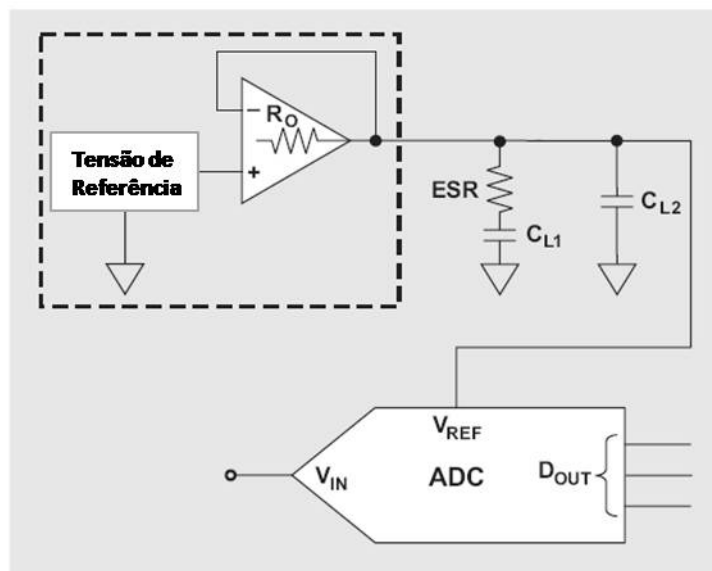 −
R_O
+
Tensão de
Referência
ESR
C_L1
C_L2
V_REF
V_IN
ADC
D_OUT